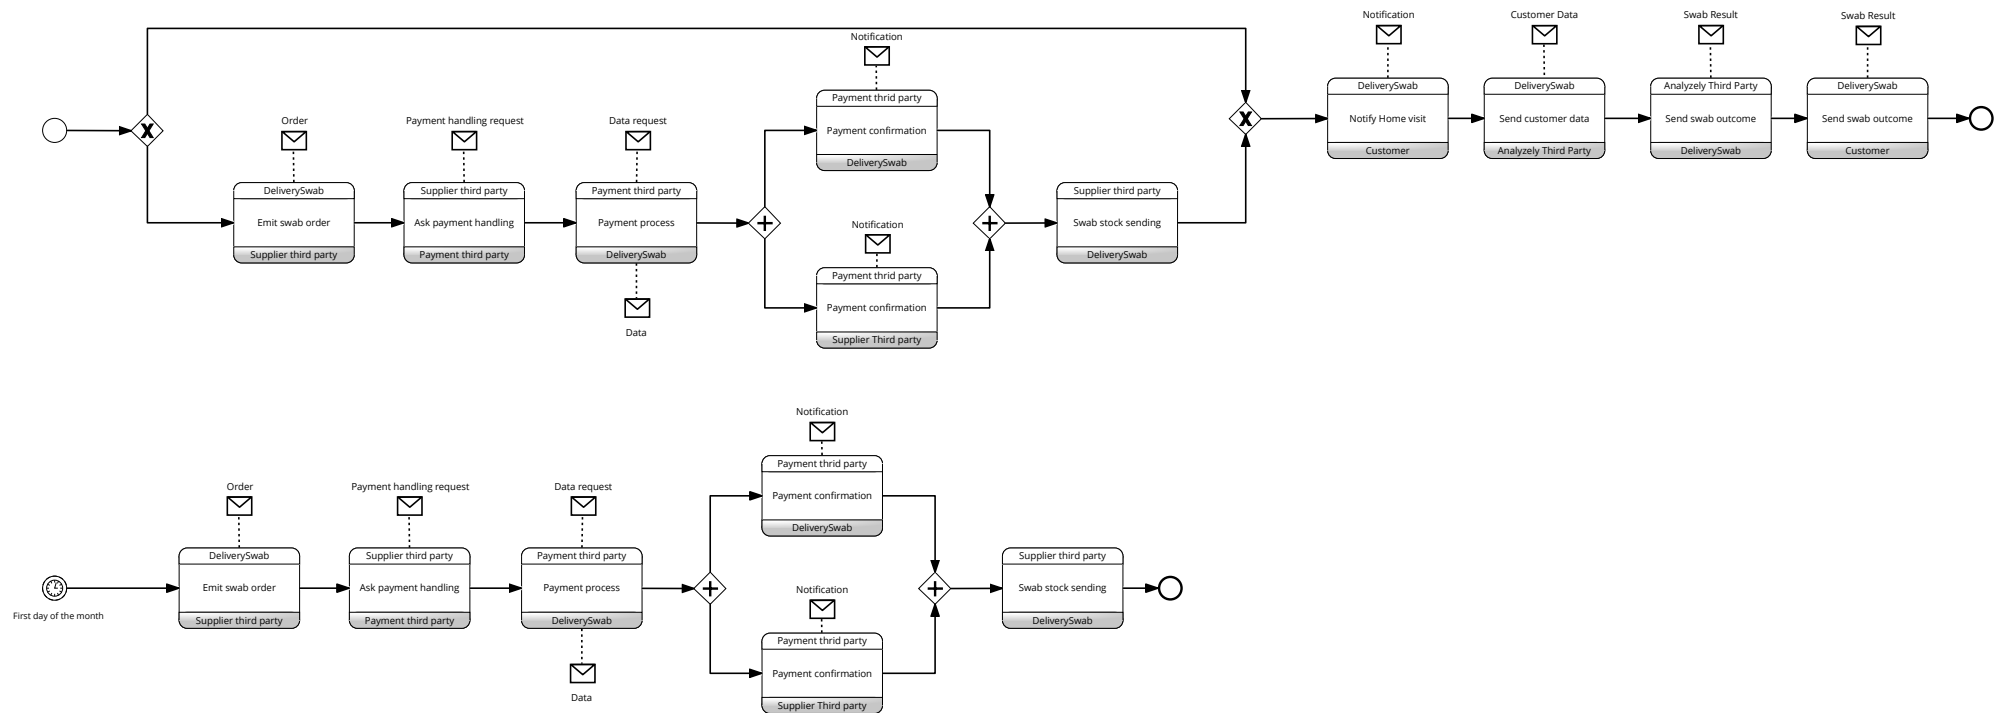 Notification
Customer Data
Swab Result
Swab Result
Notification
DeliverySwab
Notify Home visit
Customer
DeliverySwab
Send customer data
Analyzely Third Party
Analyzely Third Party
Send swab outcome
DeliverySwab
DeliverySwab
Send swab outcome
Customer
Payment thrid party
Payment confirmation
DeliverySwab
Order
Payment handling request
Data request
DeliverySwab
Emit swab order
Supplier third party
Supplier third party
Ask payment handling
Payment third party
Payment third party
Payment process
DeliverySwab
Data
Notification
Payment thrid party
Payment confirmation
Supplier Third party
Supplier third party
Swab stock sending
DeliverySwab
First day of the month
Order
Payment handling request
Data request
DeliverySwab
Emit swab order
Supplier third party
Supplier third party
Ask payment handling
Payment third party
Payment third party
Payment process
DeliverySwab
Data
Notification
Payment thrid party
Payment confirmation
DeliverySwab
Notification
Payment thrid party
Payment confirmation
Supplier Third party
Supplier third party
Swab stock sending
DeliverySwab